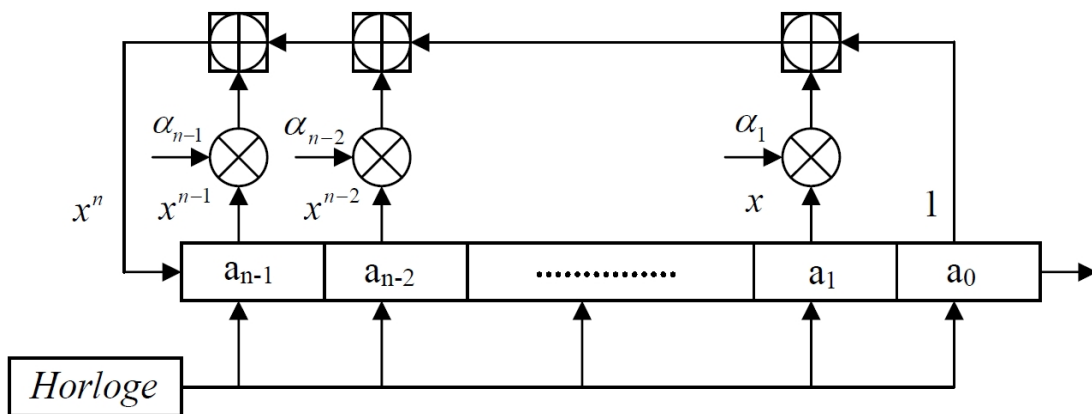 α_{n-1} α_{n-2} α_1
x^n x^{n-1} x^{n-2} x 1
a_{n-1} a_{n-2} ................ a_1 a_0
Horloge